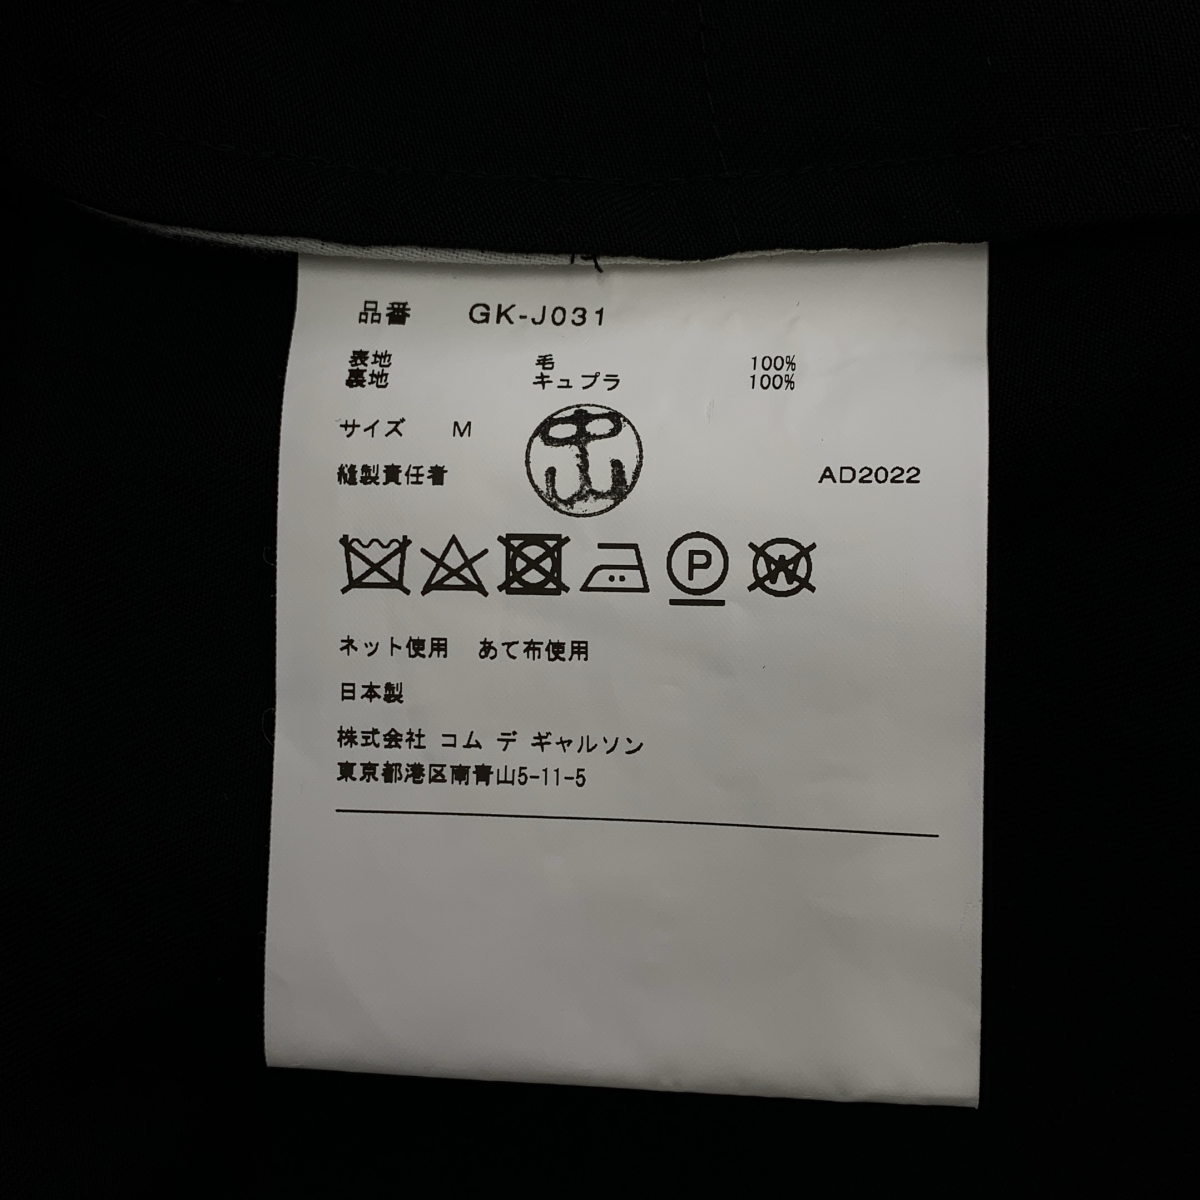 品番 GK-J031
表地 毛 100%
裏地 キュプラ 100%
サイズ M
縫製責任者 AD2022
P W
ネット使用 あて布使用
日本製
株式会社 コム デ ギャルソン
東京都港区南青山5-11-5